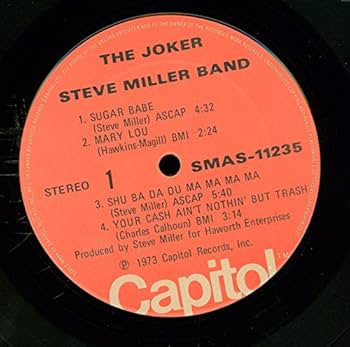 THE JOKER
STEVE MILLER BAND
1. SUGAR BABE
(Steve Miller) ASCAP 4:32
2. MARY LOU
(Hawkins-Magill) BMI 2:24
STEREO 1 SMAS-11235
3. SHU BA DA DU MA MA MA MA
(Steve Miller) ASCAP 5:40
4. YOUR CASH AIN'T NOTHIN' BUT TRASH
(Charles Calhoun) BMI 3:14
Produced by Steve Miller for Haworth Enterprises
℗ 1973 Capitol Records, Inc.
Capitol